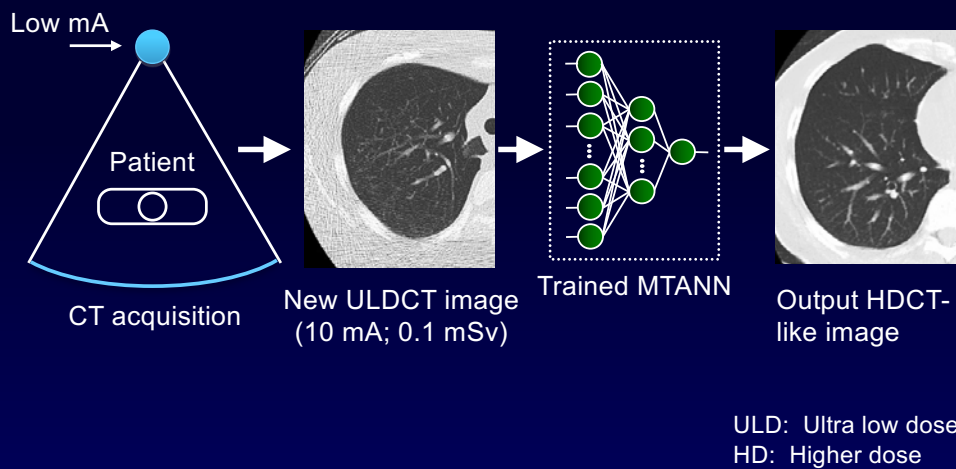 Low mA
Patient
CT acquisition
New ULDCT image
(10 mA; 0.1 mSv)
Trained MTANN
Output HDCT-
like image
ULD: Ultra low dose
HD: Higher dose